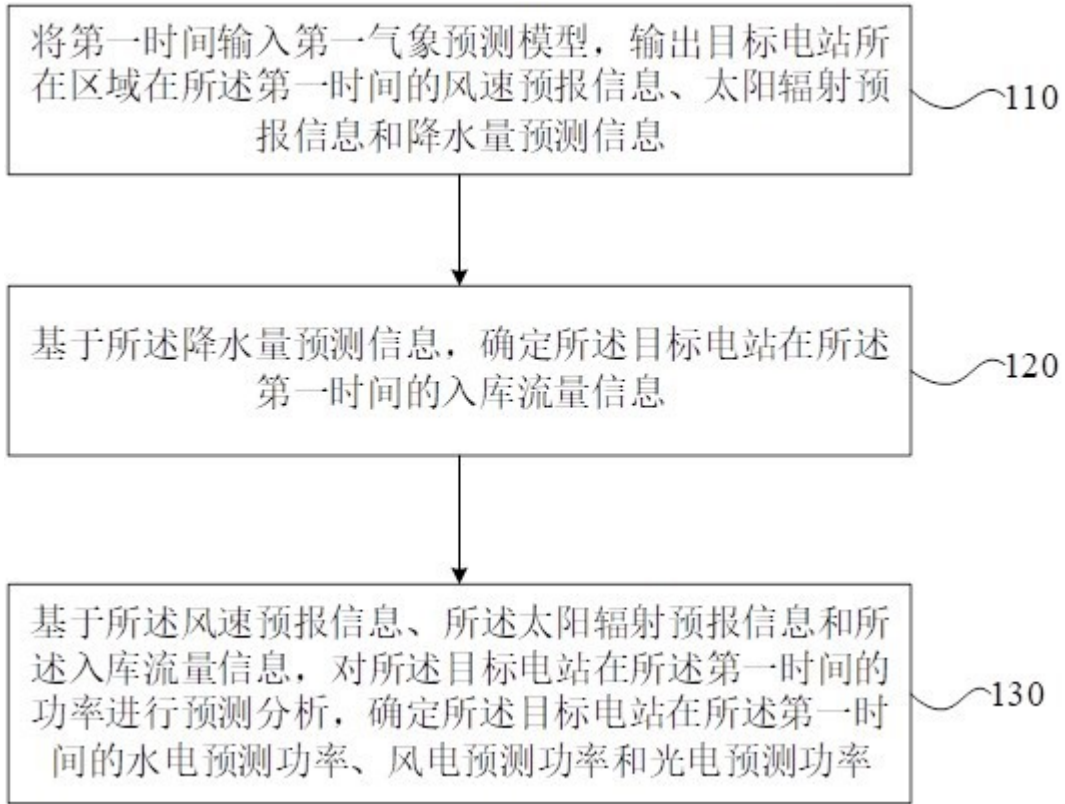 将第一时间输入第一气象预测模型，输出目标电站所
在区域在所述第一时间的风速预报信息、太阳辐射预
报信息和降水量预测信息
110
基于所述降水量预测信息，确定所述目标电站在所述
第一时间的入库流量信息
120
基于所述风速预报信息、所述太阳辐射预报信息和所
述入库流量信息，对所述目标电站在所述第一时间的
功率进行预测分析，确定所述目标电站在所述第一时
间的水电预测功率、风电预测功率和光电预测功率
130